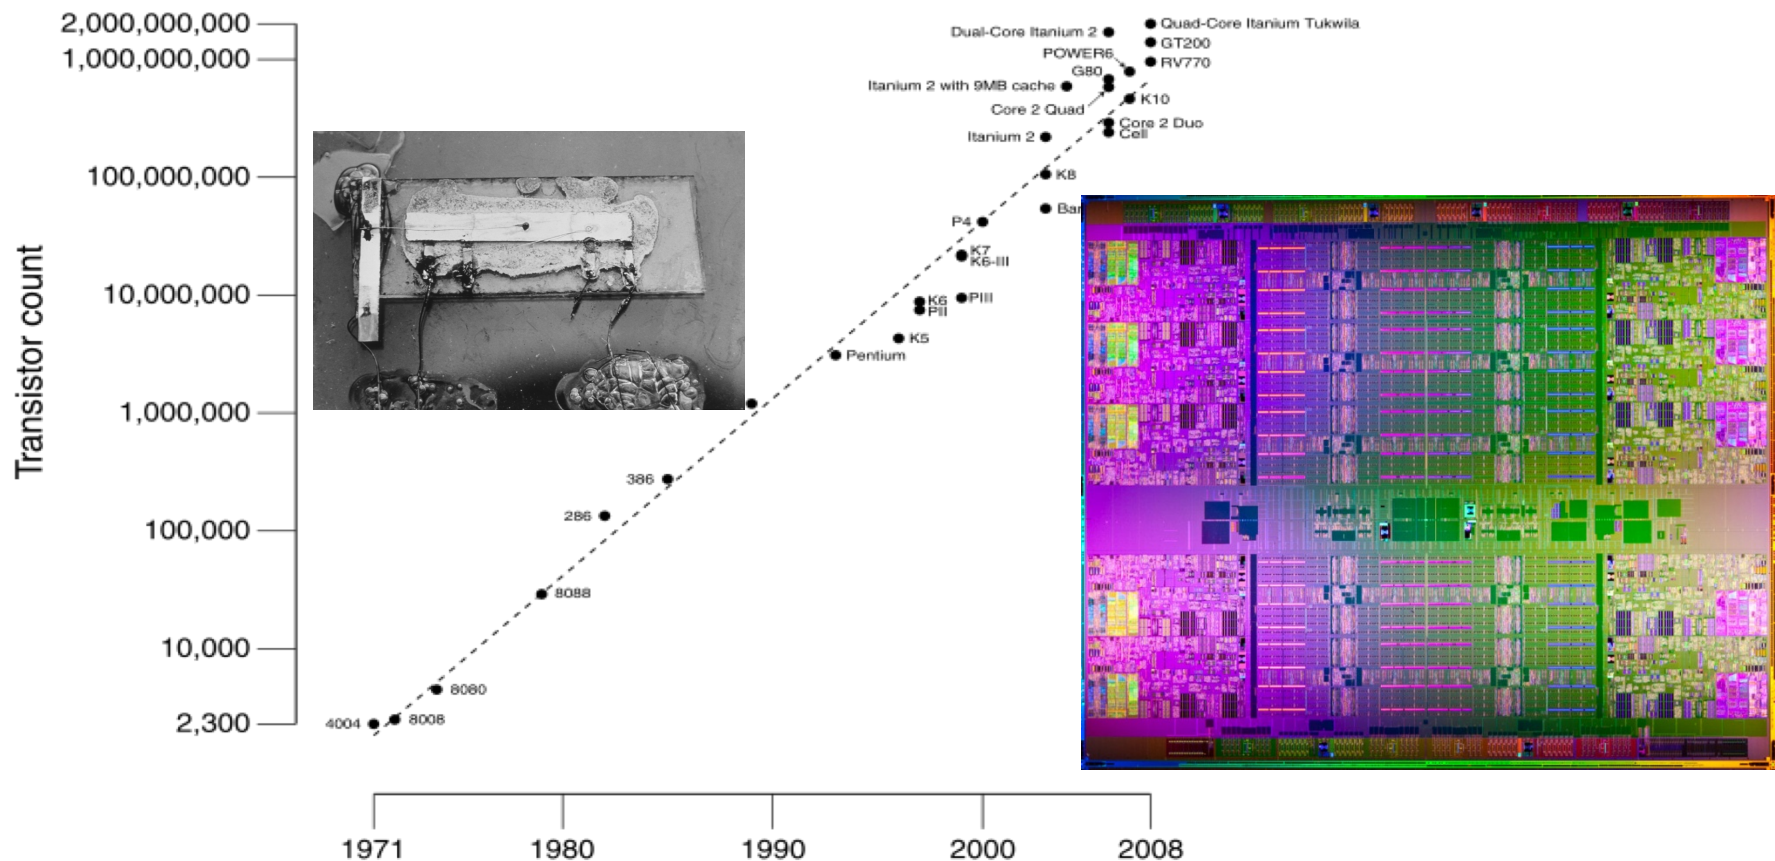 2,000,000,000
1,000,000,000
100,000,000
10,000,000
1,000,000
100,000
10,000
2,300
Transistor count
Quad-Core Itanium Tukwila
Dual-Core Itanium 2
GT200
POWER6
RV770
G80
Itanium 2 with 9MB cache
K10
Core 2 Quad
Core 2 Duo
Cell
Itanium 2
K8
Bar
P4
K7
K6-III
K6
PIII
PII
K5
Pentium
386
286
8088
8080
8008
4004
1971
1980
1990
2000
2008